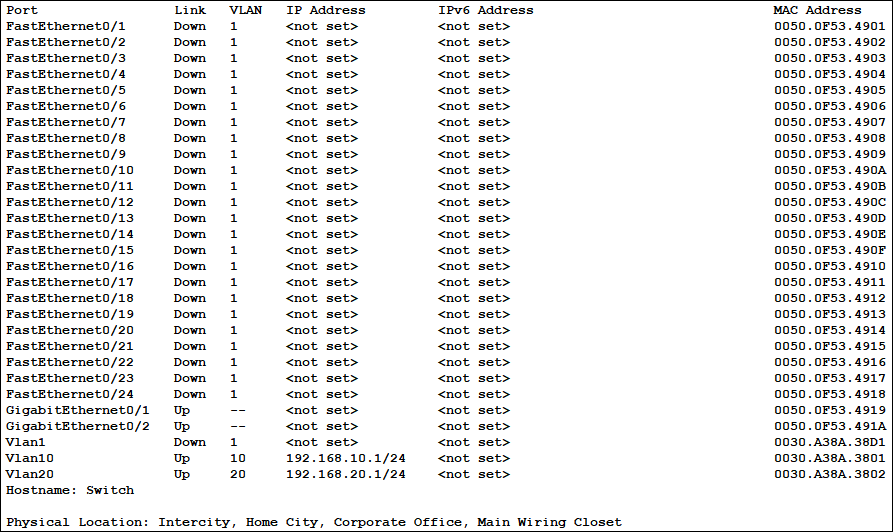 Port Link VLAN IP Address IPv6 Address MAC Address
FastEthernet0/1 Down 1 <not set> <not set> 0050.0F53.4901
FastEthernet0/2 Down 1 <not set> <not set> 0050.0F53.4902
FastEthernet0/3 Down 1 <not set> <not set> 0050.0F53.4903
FastEthernet0/4 Down 1 <not set> <not set> 0050.0F53.4904
FastEthernet0/5 Down 1 <not set> <not set> 0050.0F53.4905
FastEthernet0/6 Down 1 <not set> <not set> 0050.0F53.4906
FastEthernet0/7 Down 1 <not set> <not set> 0050.0F53.4907
FastEthernet0/8 Down 1 <not set> <not set> 0050.0F53.4908
FastEthernet0/9 Down 1 <not set> <not set> 0050.0F53.4909
FastEthernet0/10 Down 1 <not set> <not set> 0050.0F53.490A
FastEthernet0/11 Down 1 <not set> <not set> 0050.0F53.490B
FastEthernet0/12 Down 1 <not set> <not set> 0050.0F53.490C
FastEthernet0/13 Down 1 <not set> <not set> 0050.0F53.490D
FastEthernet0/14 Down 1 <not set> <not set> 0050.0F53.490E
FastEthernet0/15 Down 1 <not set> <not set> 0050.0F53.490F
FastEthernet0/16 Down 1 <not set> <not set> 0050.0F53.4910
FastEthernet0/17 Down 1 <not set> <not set> 0050.0F53.4911
FastEthernet0/18 Down 1 <not set> <not set> 0050.0F53.4912
FastEthernet0/19 Down 1 <not set> <not set> 0050.0F53.4913
FastEthernet0/20 Down 1 <not set> <not set> 0050.0F53.4914
FastEthernet0/21 Down 1 <not set> <not set> 0050.0F53.4915
FastEthernet0/22 Down 1 <not set> <not set> 0050.0F53.4916
FastEthernet0/23 Down 1 <not set> <not set> 0050.0F53.4917
FastEthernet0/24 Down 1 <not set> <not set> 0050.0F53.4918
GigabitEthernet0/1 Up -- <not set> <not set> 0050.0F53.4919
GigabitEthernet0/2 Up -- <not set> <not set> 0050.0F53.491A
Vlan1 Down 1 <not set> <not set> 0030.A38A.38D1
Vlan10 Up 10 192.168.10.1/24 <not set> 0030.A38A.3801
Vlan20 Up 20 192.168.20.1/24 <not set> 0030.A38A.3802
Hostname: Switch
Physical Location: Intercity, Home City, Corporate Office, Main Wiring Closet